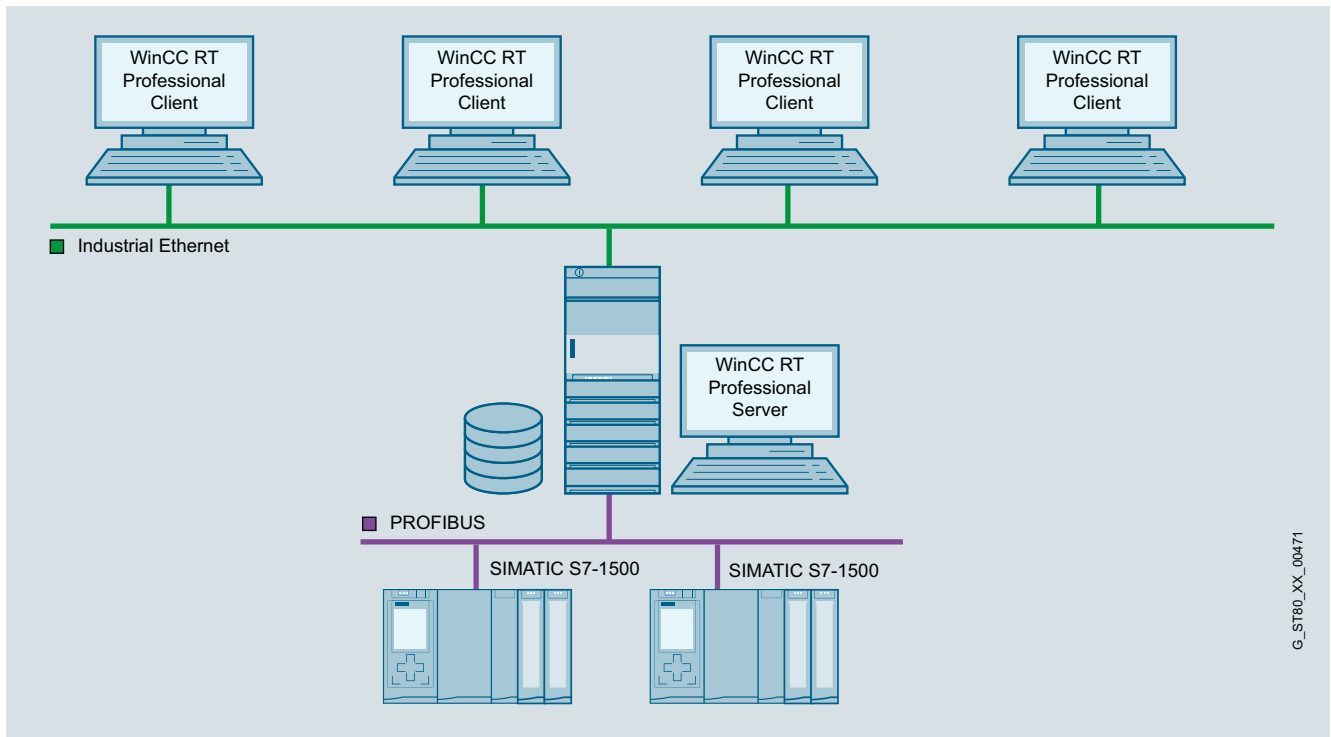 WinCC RT
Professional
Client
WinCC RT
Professional
Client
WinCC RT
Professional
Client
WinCC RT
Professional
Client
Industrial Ethernet
WinCC RT
Professional
Server
PROFIBUS
SIMATIC S7-1500
SIMATIC S7-1500
G_ST80_XX_00471